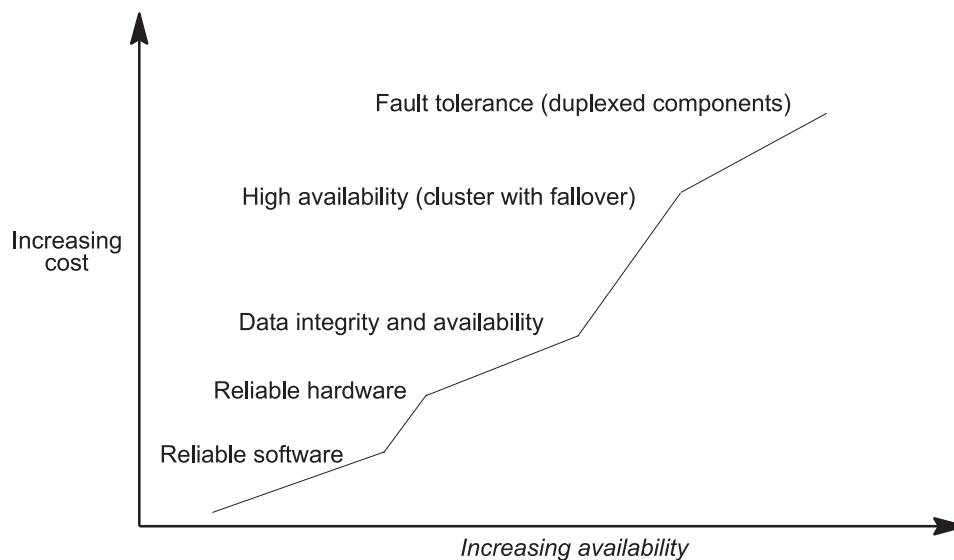 Fault tolerance (duplexed components)
High availability (cluster with fallover)
Increasing
cost
Data integrity and availability
Reliable hardware
Reliable software
Increasing availability